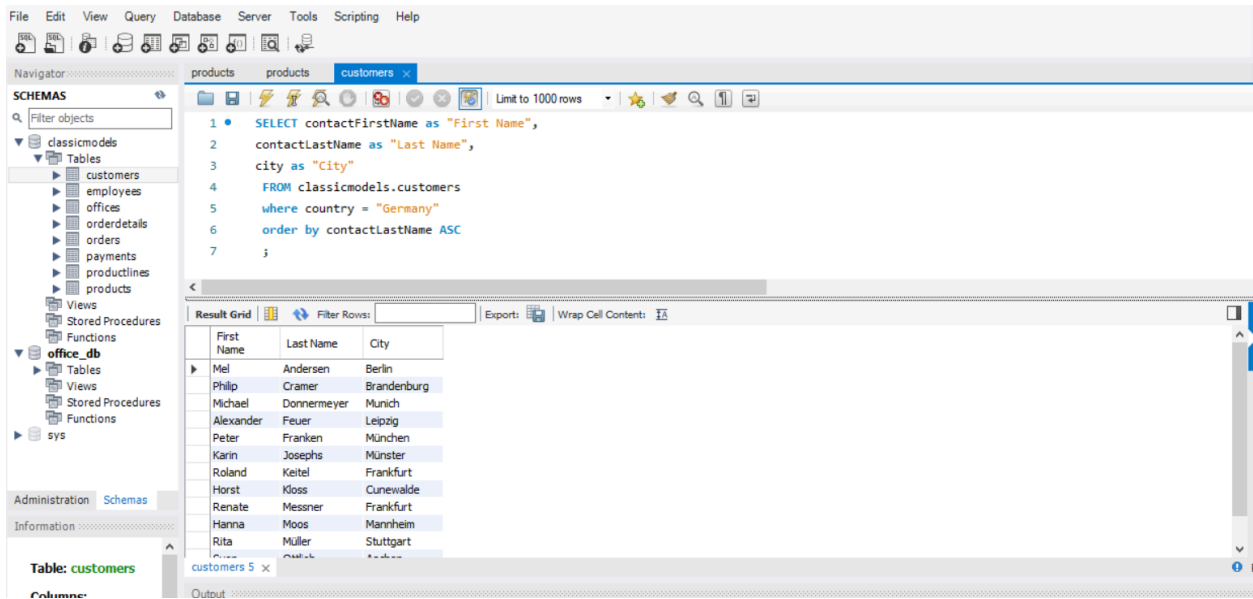 File Edit View Query Database Server Tools Scripting Help
Navigator
SCHEMAS
Filter objects
classicmodels
Tables
customers
employees
offices
orderdetails
orders
payments
productlines
products
Views
Stored Procedures
Functions
office_db
Tables
Views
Stored Procedures
Functions
sys
Administration Schemas
Information
Table: customers
Columns:
products products customers
Limit to 1000 rows
1 SELECT contactFirstName as "First Name",
2 contactLastName as "Last Name",
3 city as "City"
4 FROM classicmodels.customers
5 where country = "Germany"
6 order by contactLastName ASC
7 ;
Result Grid Filter Rows: Export: Wrap Cell Content:
First Name Last Name City
Mel Andersen Berlin
Philip Cramer Brandenburg
Michael Donnermeyer Munich
Alexander Feuer Leipzig
Peter Franken München
Karin Josephs Münster
Roland Keitel Frankfurt
Horst Kloss Cunewalde
Renate Messner Frankfurt
Hanna Moos Mannheim
Rita Müller Stuttgart
customers 5
Output